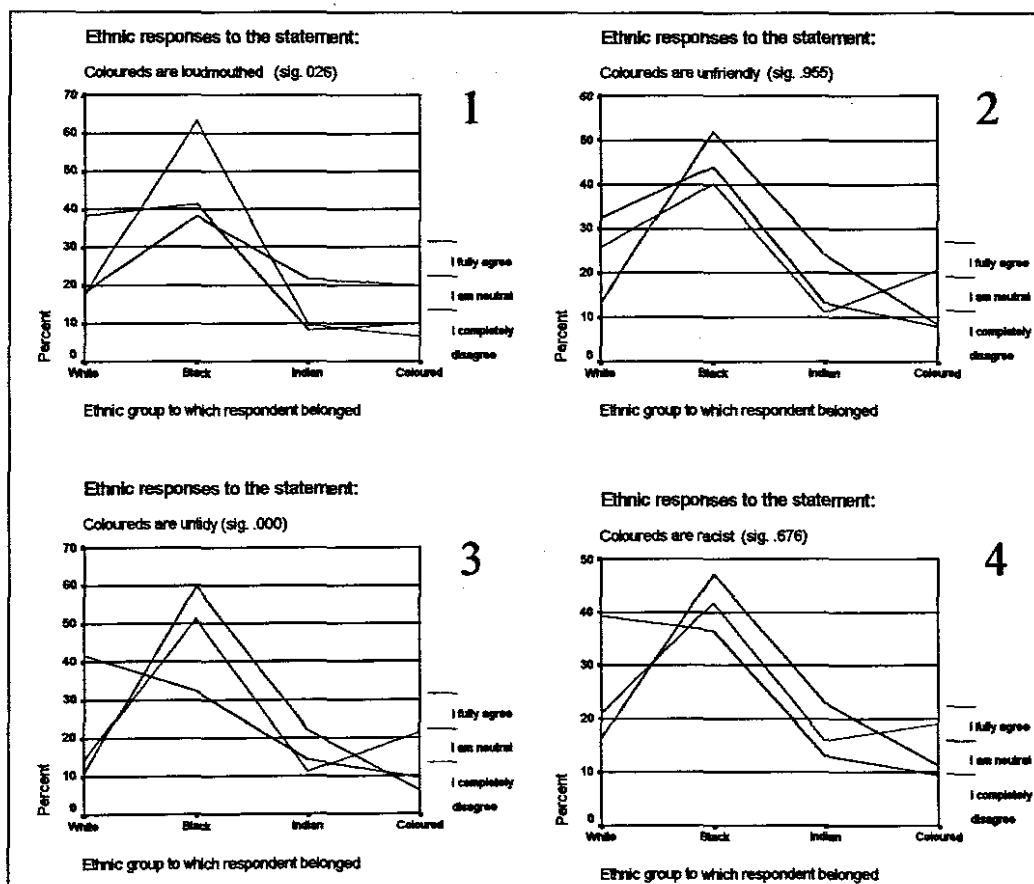 Ethnic responses to the statement:
Coloureds are loudmouthed (sig. 026)
1
70
60
50
40
30
20
10
0
Percent
White
Black
Indian
Coloured
I fully agree
I am neutral
I completely
disagree
Ethnic group to which respondent belonged
Ethnic responses to the statement:
Coloureds are unfriendly (sig. .955)
2
60
50
40
30
20
10
0
Percent
White
Black
Indian
Coloured
I fully agree
I am neutral
I completely
disagree
Ethnic group to which respondent belonged
Ethnic responses to the statement:
Coloureds are untidy (sig. .000)
3
70
60
50
40
30
20
10
0
Percent
White
Black
Indian
Coloured
I fully agree
I am neutral
I completely
disagree
Ethnic group to which respondent belonged
Ethnic responses to the statement:
Coloureds are racist (sig. .676)
4
50
40
30
20
10
0
Percent
White
Black
Indian
Coloured
I fully agree
I am neutral
I completely
disagree
Ethnic group to which respondent belonged